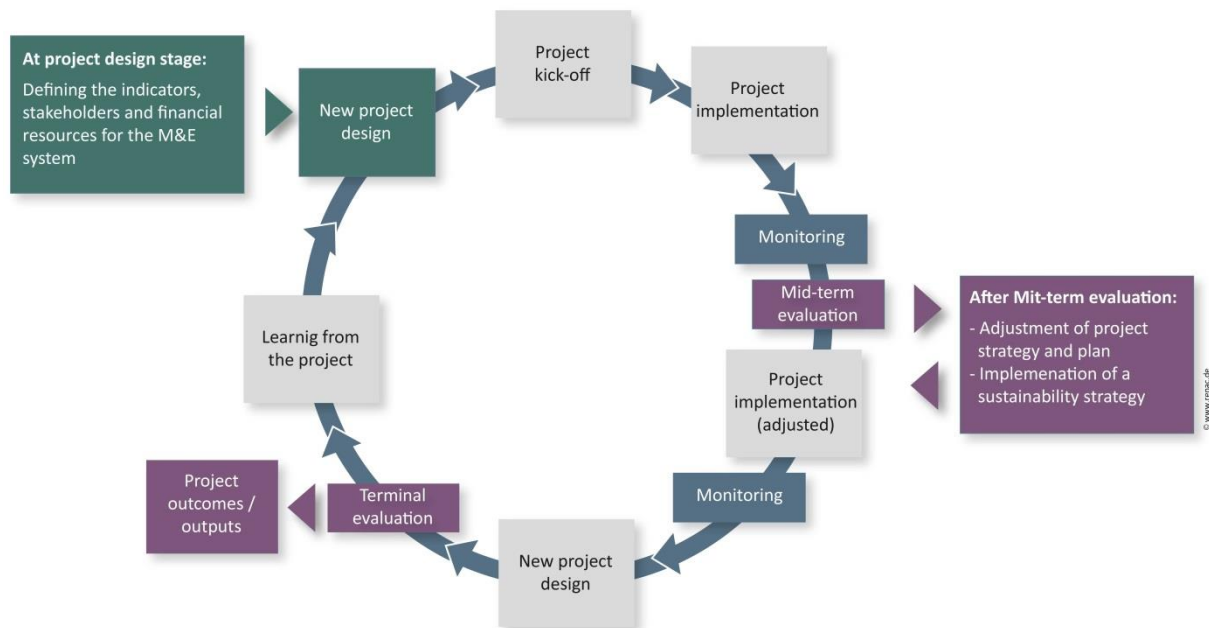 At project design stage:
Defining the indicators,
stakeholders and financial
resources for the M&E
system
New project
design
Project
kick-off
Project
implementation
Monitoring
Mid-term
evaluation
After Mit-term evaluation:
- Adjustment of project
strategy and plan
- Implemenation of a
sustainability strategy
Project
implementation
(adjusted)
Monitoring
New project
design
Terminal
evaluation
Project
outcomes /
outputs
Learnig from
the project
© www.renac.de